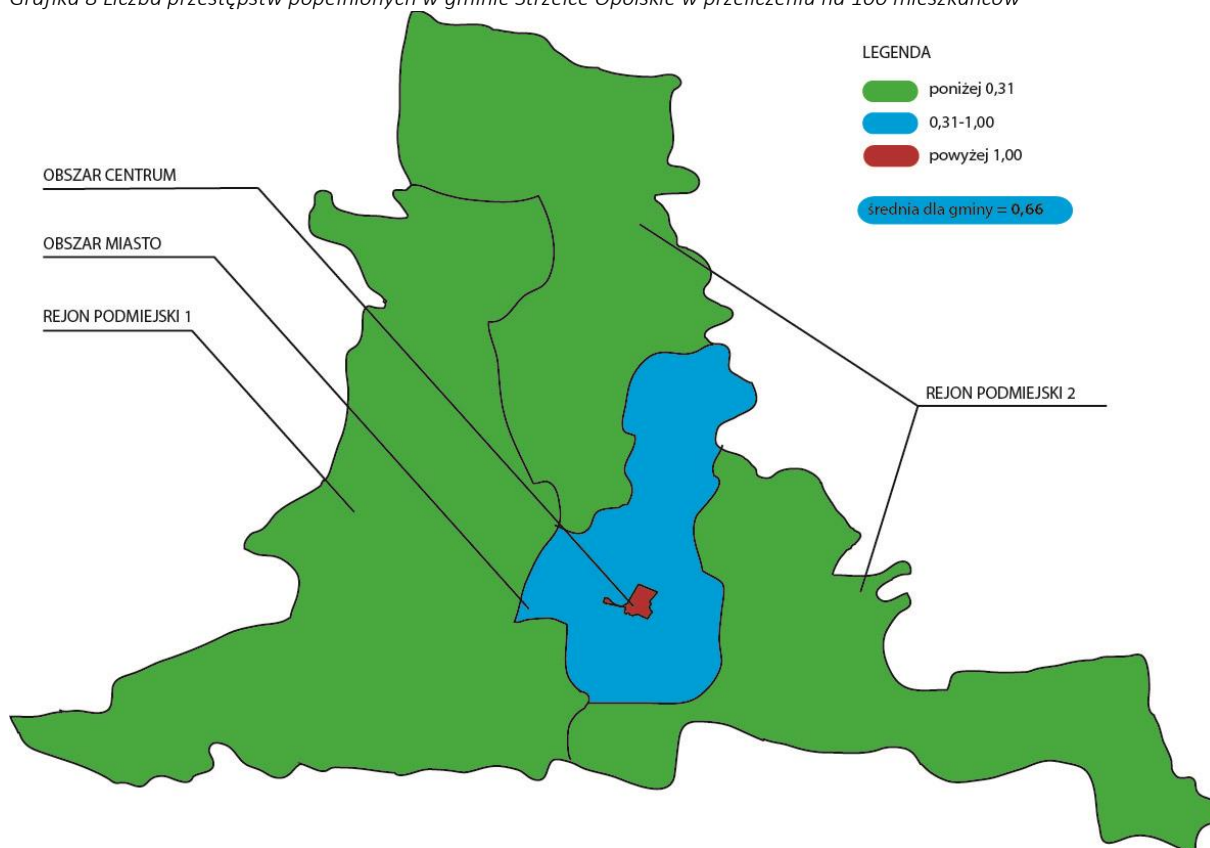 Grafika 8 Liczba przestępstw popełnionych w gminie Strzelce Opolskie w przeliczeniu na 100 mieszkańców
LEGENDA
poniżej 0,31
0,31-1,00
powyżej 1,00
średnia dla gminy = 0,66
OBSZAR CENTRUM
OBSZAR MIASTO
REJON PODMIEJSKI 1
REJON PODMIEJSKI 2